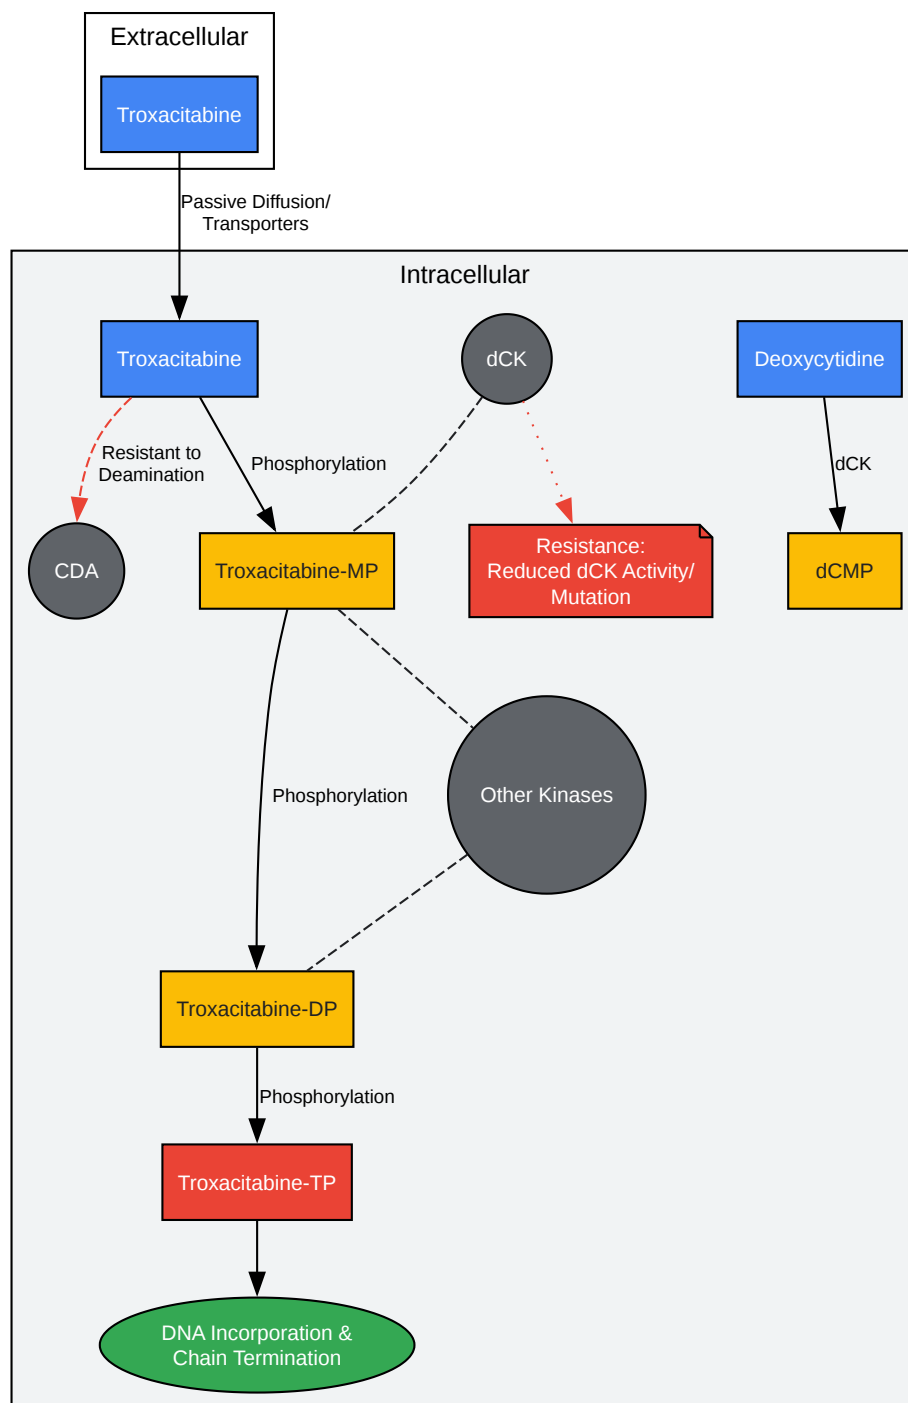 Extracellular
Troxacitabine
Passive Diffusion/
Transporters
Intracellular
Troxacitabine
dCK
Deoxycytidine
Resistant to
Deamination
Phosphorylation
dCK
CDA
Troxacitabine-MP
Resistance:
Reduced dCK Activity/
Mutation
dCMP
Phosphorylation
Other Kinases
Troxacitabine-DP
Phosphorylation
Troxacitabine-TP
DNA Incorporation &
Chain Termination